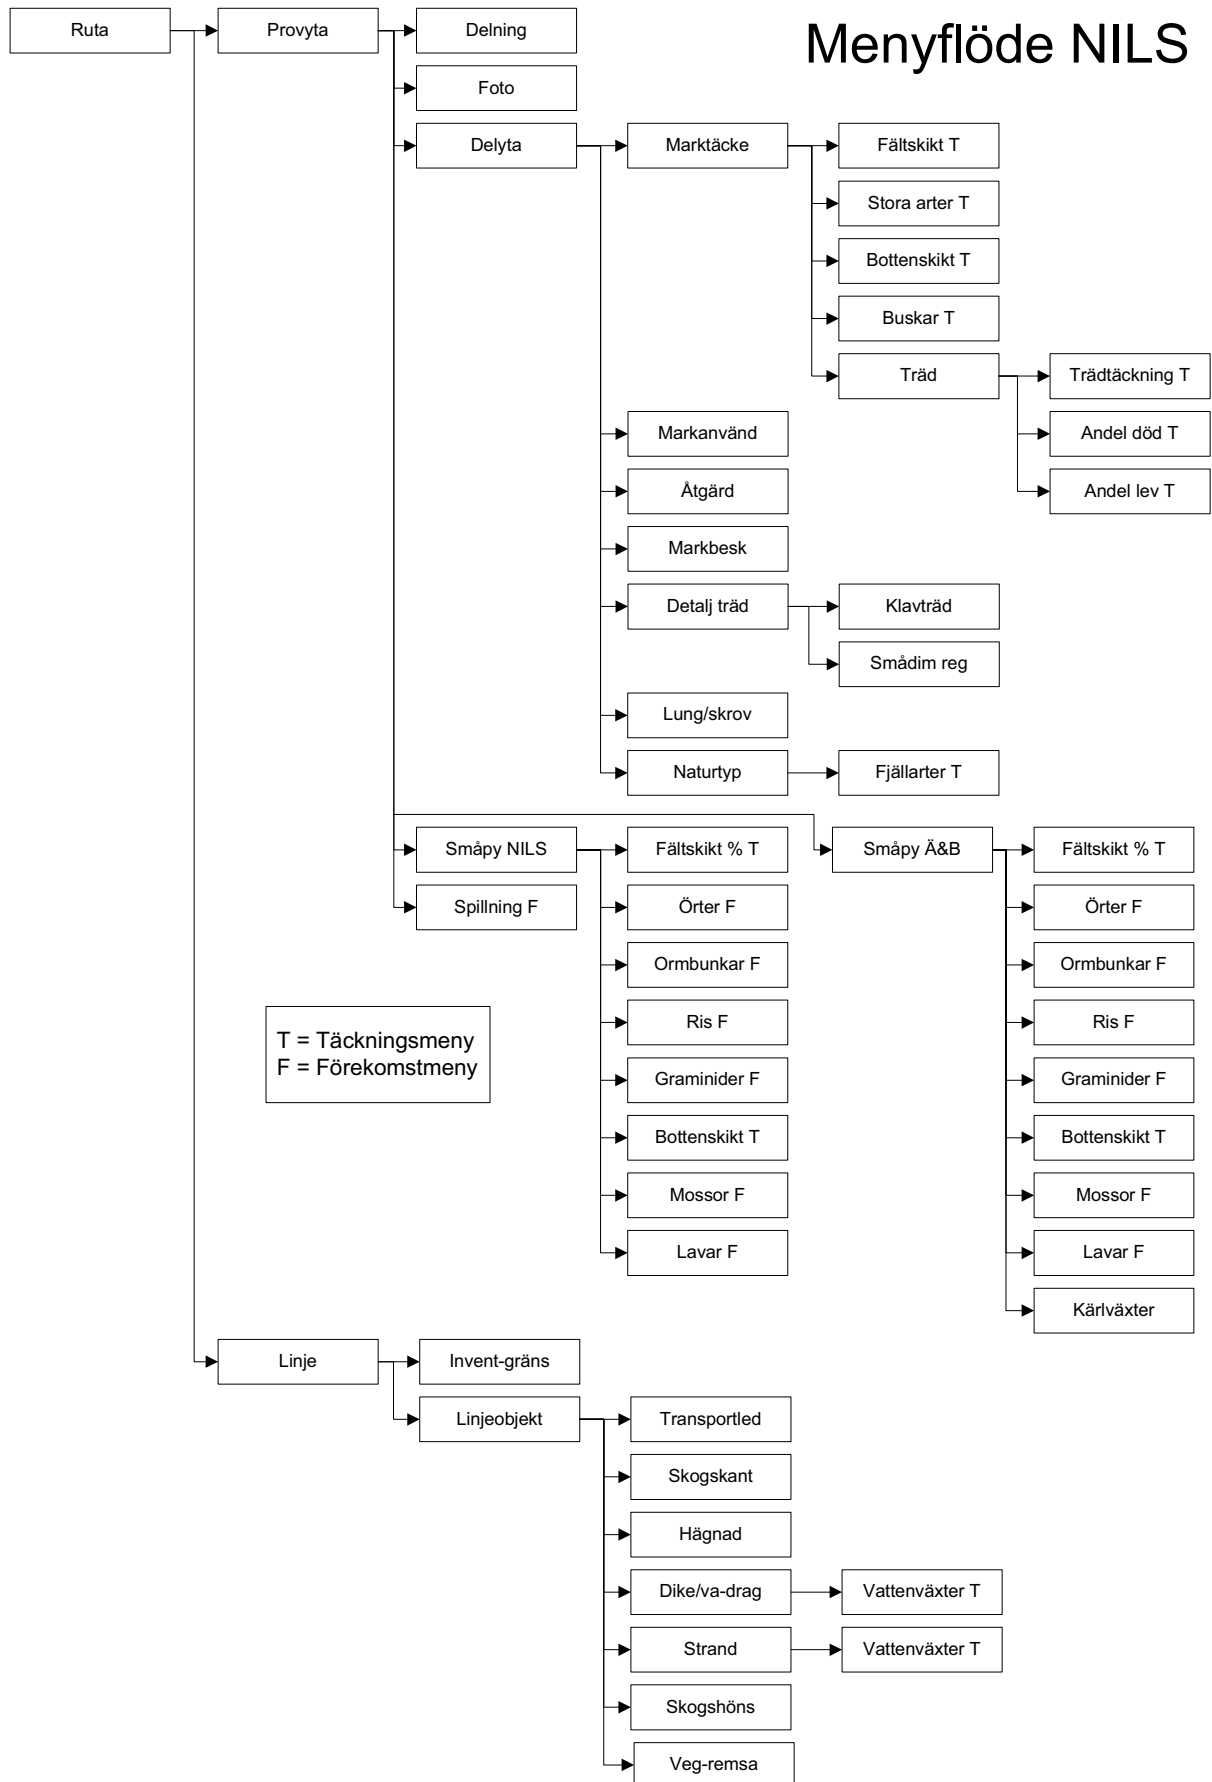 Menyflöde NILS
Ruta
Provyta
Delning
Foto
Delyta
Marktäcke
Fältskikt T
Stora arter T
Bottenskikt T
Buskar T
Träd
Trädtäckning T
Andel död T
Andel lev T
Markanvänd
Åtgärd
Markbesk
Detalj träd
Klavträd
Smådim reg
Lung/skrov
Naturtyp
Fjällarter T
Småpy NILS
Fältskikt % T
Örter F
Ormbunkar F
Ris F
Graminider F
Bottenskikt T
Mossor F
Lavar F
Småpy Ä&B
Fältskikt % T
Örter F
Ormbunkar F
Ris F
Graminider F
Bottenskikt T
Mossor F
Lavar F
Kärlväxter
Spillning F
T = Täckningsmeny
F = Förekomstmeny
Linje
Invent-gräns
Linjeobjekt
Transportled
Skogskant
Hägnad
Dike/va-drag
Vattenväxter T
Strand
Vattenväxter T
Skogshöns
Veg-remsa